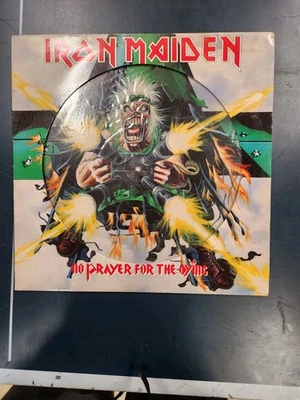 IRON MAIDEN
NO PRAYER FOR THE DYING